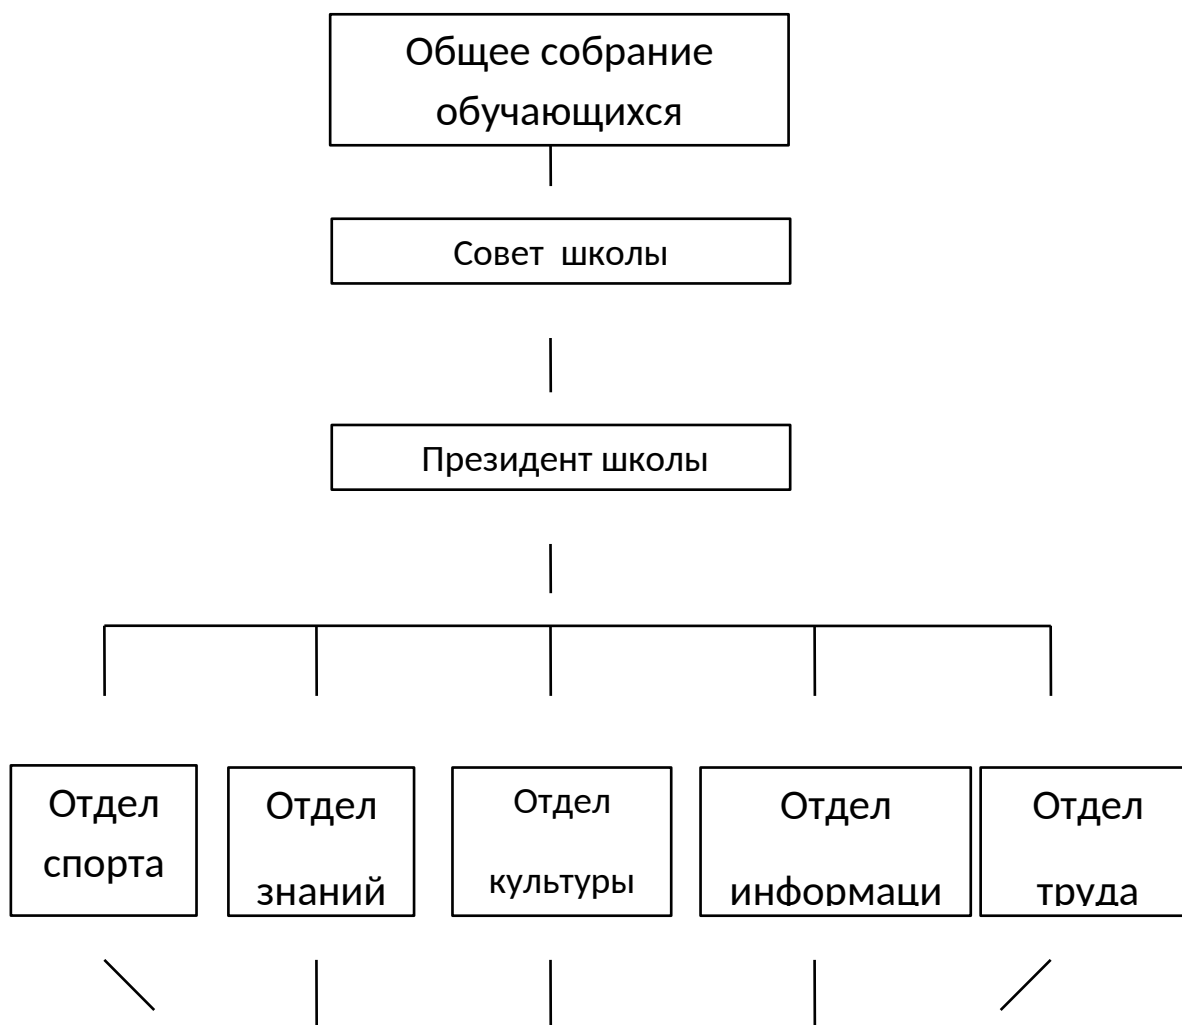 Общее собрание
обучающихся
Совет школы
Президент школы
Отдел
спорта
Отдел
знаний
Отдел
культуры
Отдел
информаци
Отдел
труда